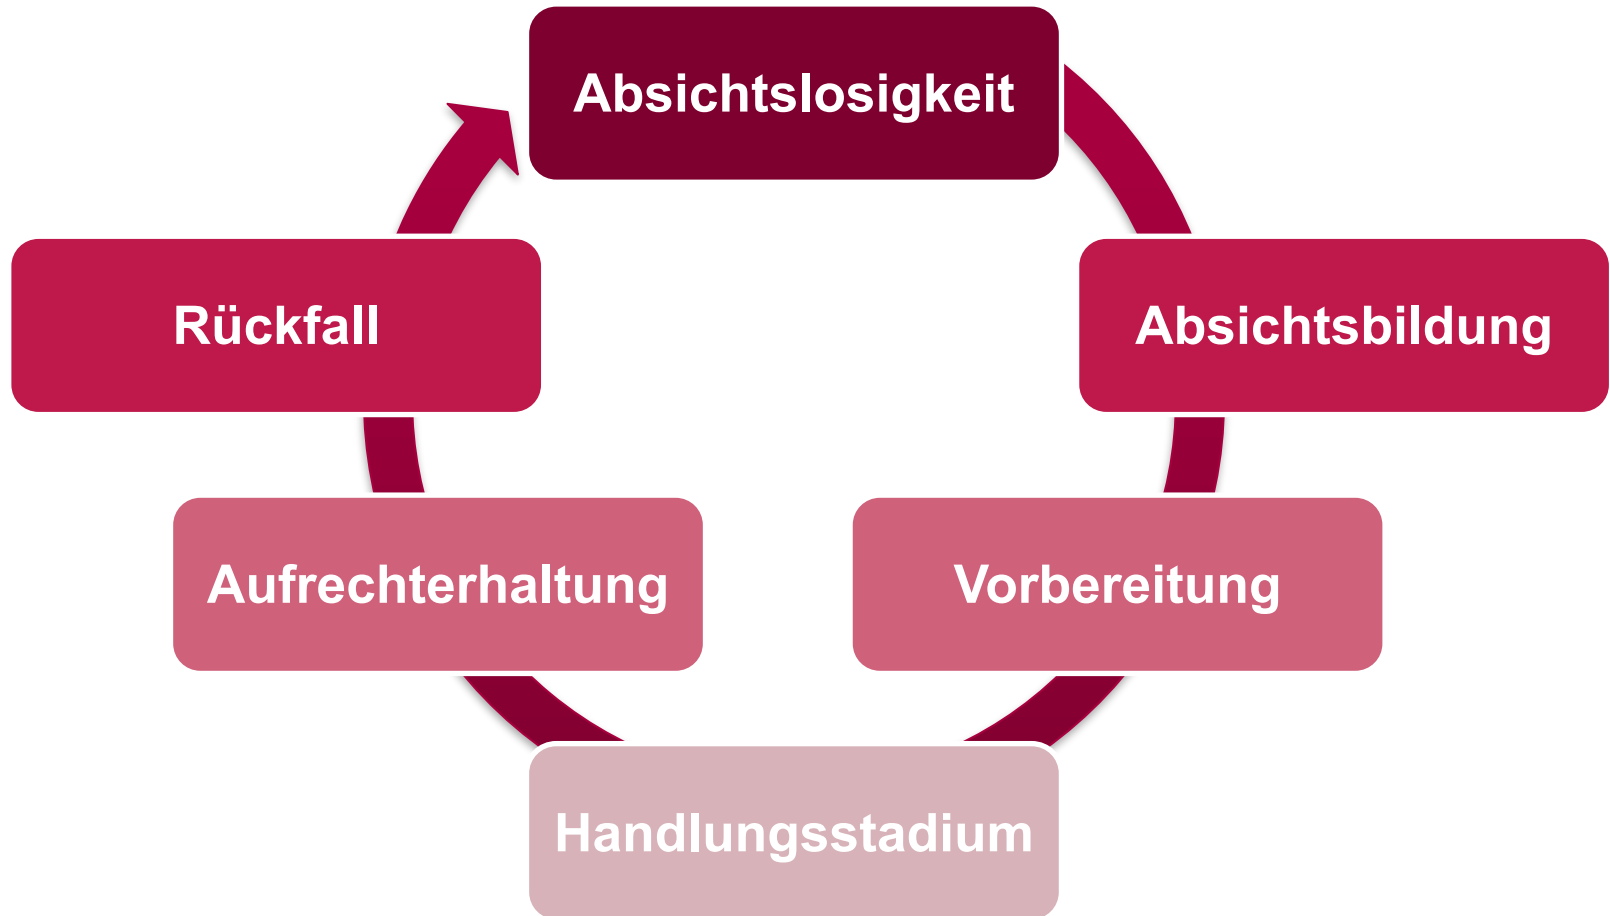 Absichtslosigkeit
Absichtsbildung
Vorbereitung
Handlungsstadium
Aufrechterhaltung
Rückfall